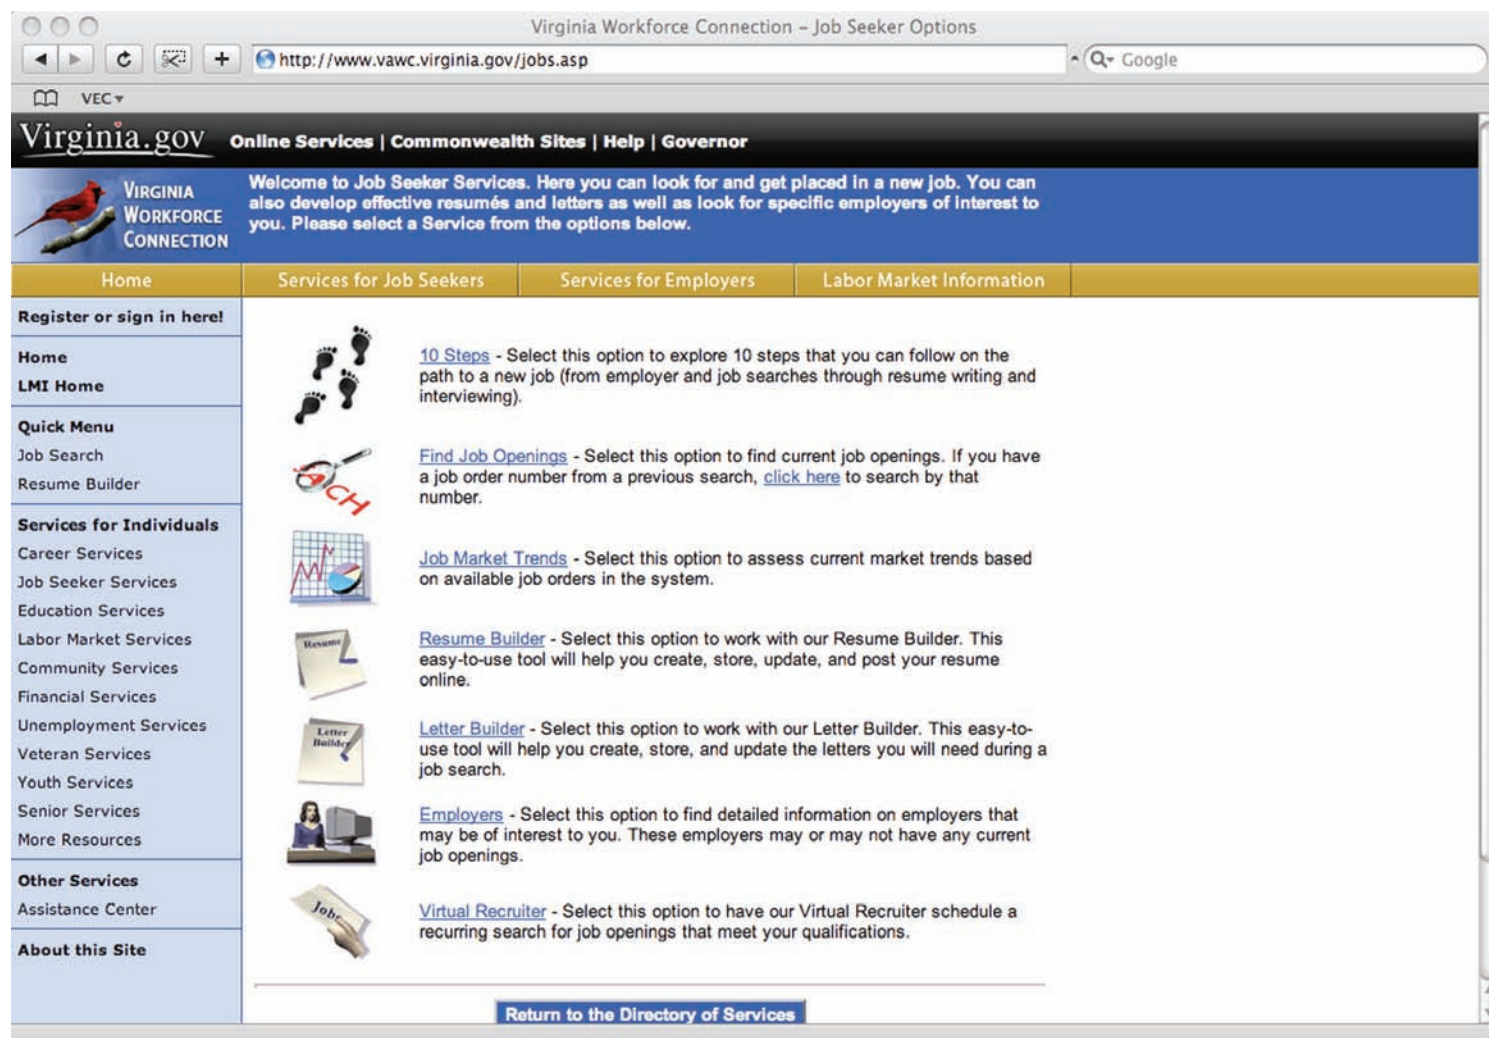 Virginia Workforce Connection – Job Seeker Options
http://www.vawc.virginia.gov/jobs.asp
Google
VEC
Virginia.gov
Online Services | Commonwealth Sites | Help | Governor
VIRGINIA
WORKFORCE
CONNECTION
Welcome to Job Seeker Services. Here you can look for and get placed in a new job. You can
also develop effective resumés and letters as well as look for specific employers of interest to
you. Please select a Service from the options below.
Home
Services for Job Seekers
Services for Employers
Labor Market Information
Register or sign in here!
Home
LMI Home
Quick Menu
Job Search
Resume Builder
Services for Individuals
Career Services
Job Seeker Services
Education Services
Labor Market Services
Community Services
Financial Services
Unemployment Services
Veteran Services
Youth Services
Senior Services
More Resources
Other Services
Assistance Center
About this Site
10 Steps - Select this option to explore 10 steps that you can follow on the
path to a new job (from employer and job searches through resume writing and
interviewing).
Find Job Openings - Select this option to find current job openings. If you have
a job order number from a previous search, click here to search by that
number.
Job Market Trends - Select this option to assess current market trends based
on available job orders in the system.
Resume
Resume Builder - Select this option to work with our Resume Builder. This
easy-to-use tool will help you create, store, update, and post your resume
online.
Letter
Builder
Letter Builder - Select this option to work with our Letter Builder. This easy-to-
use tool will help you create, store, and update the letters you will need during a
job search.
Employers - Select this option to find detailed information on employers that
may be of interest to you. These employers may or may not have any current
job openings.
Jobs
Virtual Recruiter - Select this option to have our Virtual Recruiter schedule a
recurring search for job openings that meet your qualifications.
Return to the Directory of Services